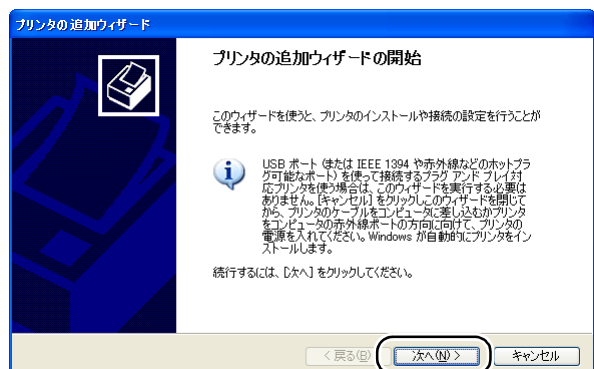 プリンタの追加ウィザード
プリンタの追加ウィザードの開始
このウィザードを使うと、プリンタのインストールや接続の設定を行うことが
できます。
USB ポート (または IEEE 1394 や赤外線などのホットプラ
グ可能なポート) を使って接続するプラグ アンド プレイ対
応プリンタを使う場合は、このウィザードを実行する必要は
ありません。[キャンセル] をクリックしこのウィザードを閉じて
から、プリンタのケーブルをコンピュータに差し込むかプリンタ
をコンピュータの赤外線ポートの方向に向けて、プリンタの
電源を入れてください。Windows が自動的にプリンタをイン
ストールします。
続行するには、[次へ] をクリックしてください。
< 戻る(B)
次へ(N) >
キャンセル